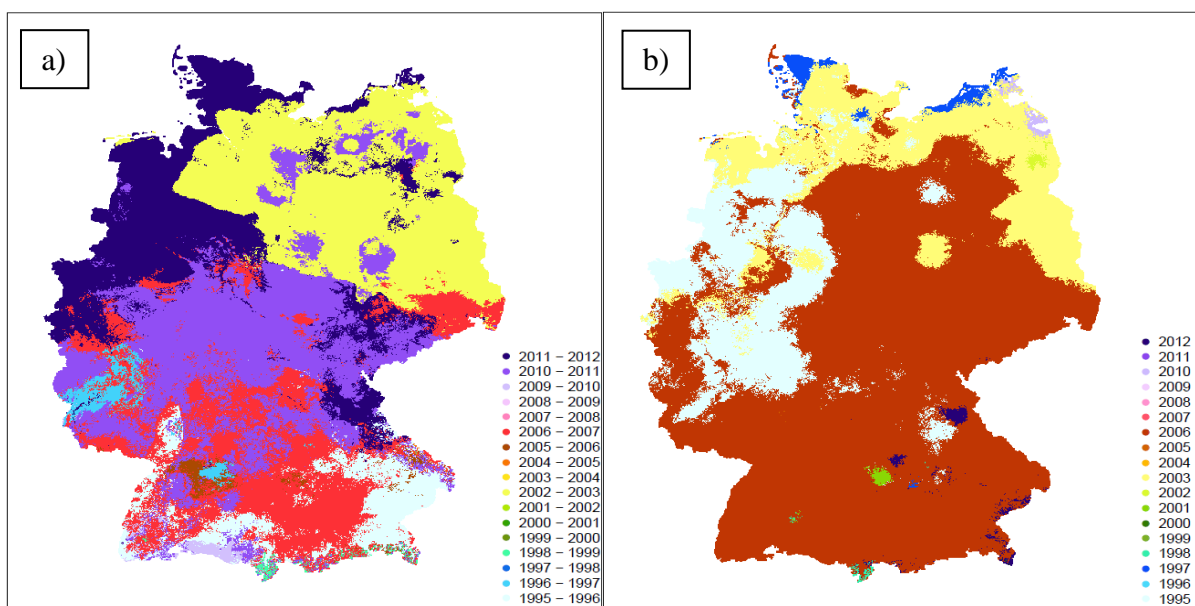 a)
2011 – 2012
2010 – 2011
2009 – 2010
2008 – 2009
2007 – 2008
2006 – 2007
2005 – 2006
2004 – 2005
2003 – 2004
2002 – 2003
2001 – 2002
2000 – 2001
1999 – 2000
1998 – 1999
1997 – 1998
1996 – 1997
1995 – 1996
b)
2012
2011
2010
2009
2008
2007
2006
2005
2004
2003
2002
2001
2000
1999
1998
1997
1996
1995